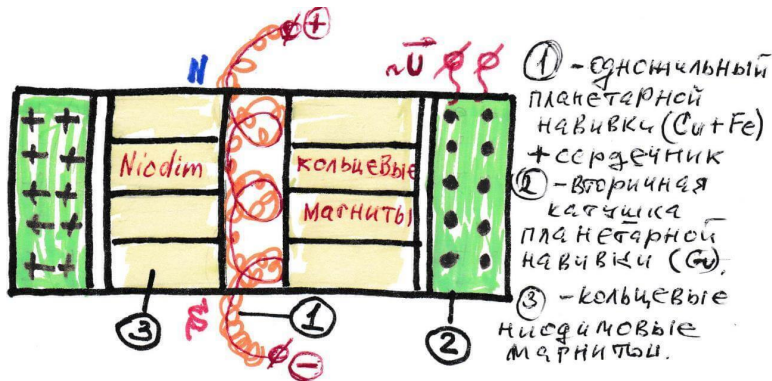 N
+
~U
Niodim
кольцевые
магниты
1 - одножильный
планетарной
навивки (Cu + Fe)
+ сердечник
2 - вторичная
катушка
планетарной
навивки (Cu).
3 - кольцевые
ниодимовые
магниты.
3
1
2
−